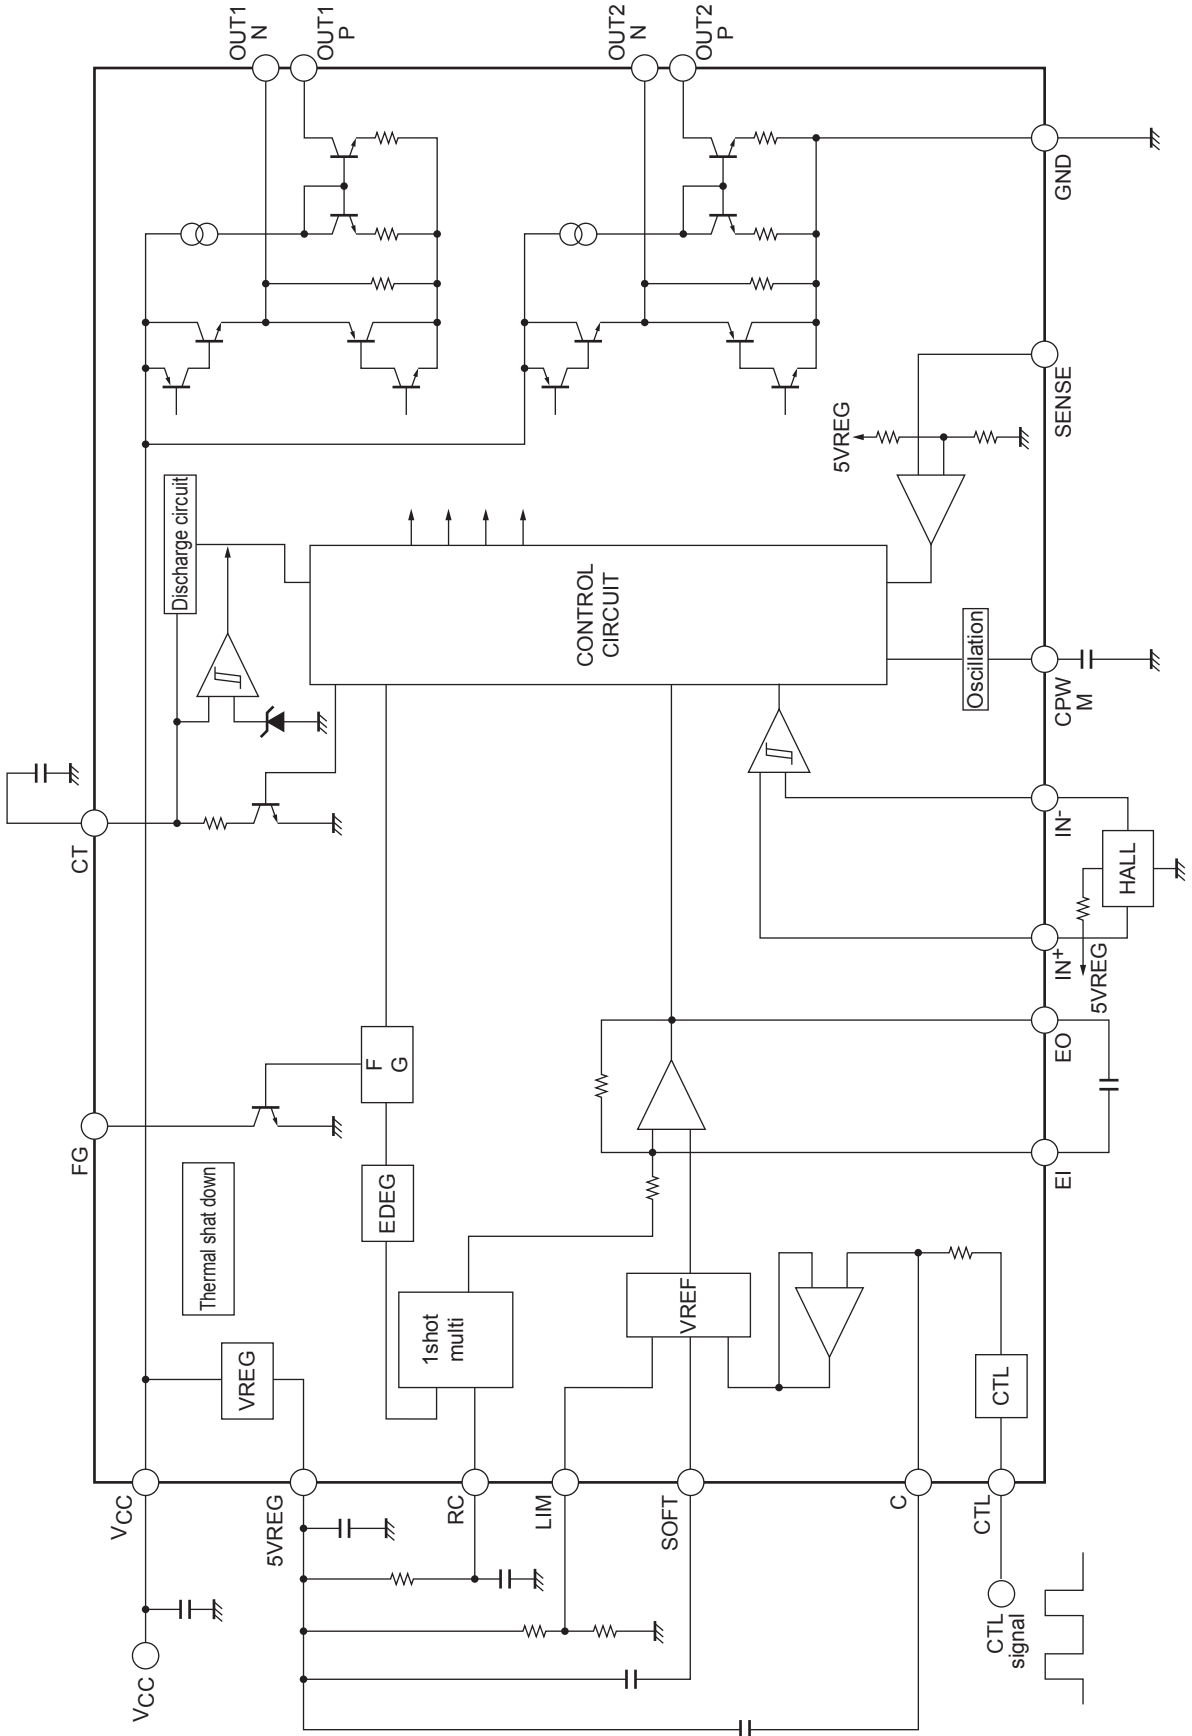 OUT1
N
OUT1
P
OUT2
N
OUT2
P
GND
SENSE
5VREG
Discharge circuit
CONTROL
CIRCUIT
Oscillation
CPW
M
CT
IN-
HALL
IN+
5VREG
EO
EI
FG
F
G
EDEG
Thermal shat down
1shot
multi
VREF
VREG
CTL
VCC
5VREG
RC
LIM
SOFT
C
CTL
VCC
CTL
signal